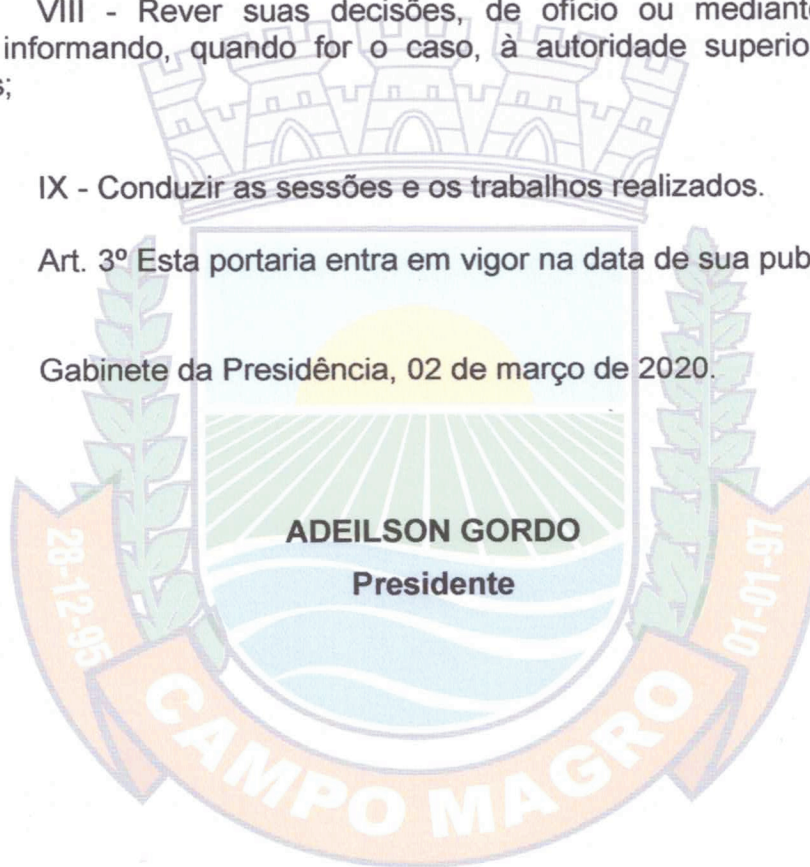 VIII - Rever suas decisões, de ofício ou mediant
informando, quando for o caso, à autoridade superio
s;
IX - Conduzir as sessões e os trabalhos realizados.
Art. 3º Esta portaria entra em vigor na data de sua pub
Gabinete da Presidência, 02 de março de 2020.
ADEILSON GORDO
Presidente
28-12-95
01-01-97
CAMPO MAGRO